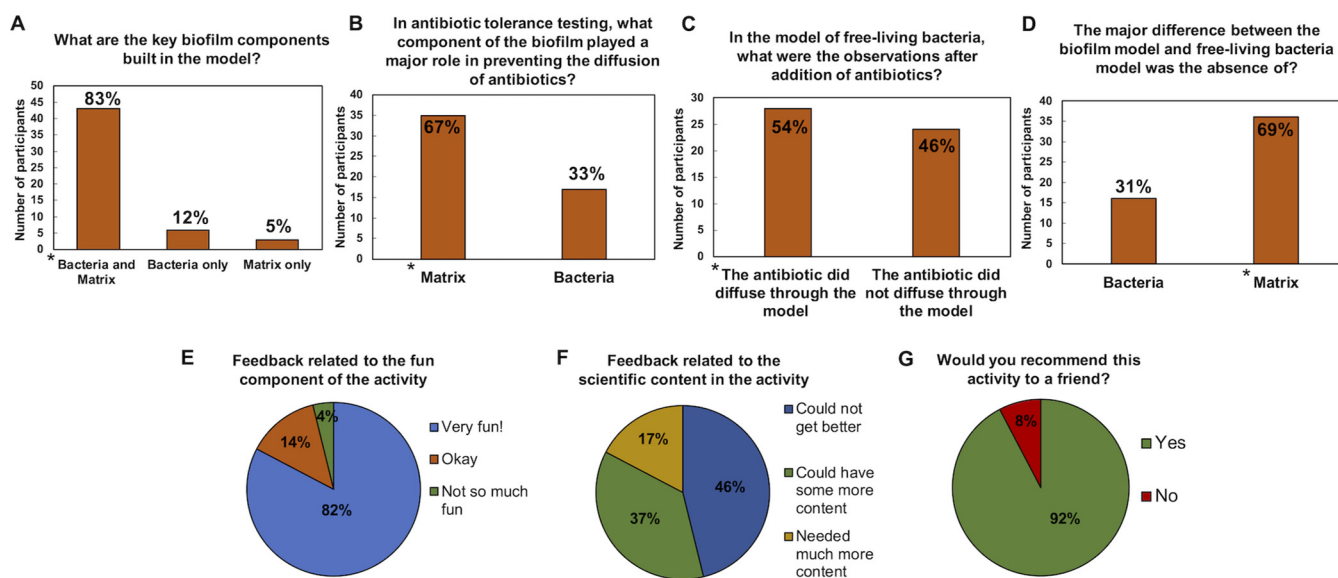 A
What are the key biofilm components
built in the model?
Number of participants
50
45
40
35
30
25
20
15
10
5
0
83%
12%
5%
* Bacteria and
Matrix
Bacteria only
Matrix only
B
In antibiotic tolerance testing, what
component of the biofilm played a
major role in preventing the diffusion
of antibiotics?
Number of participants
40
35
30
25
20
15
10
5
0
67%
33%
* Matrix
Bacteria
C
In the model of free-living bacteria,
what were the observations after
addition of antibiotics?
Number of participants
30
25
20
15
10
5
0
54%
46%
* The antibiotic did
diffuse through the
model
The antibiotic did
not diffuse through
the model
D
The major difference between the
biofilm model and free-living bacteria
model was the absence of?
Number of participants
40
35
30
25
20
15
10
5
0
31%
69%
Bacteria
* Matrix
E
Feedback related to the fun
component of the activity
4%
14%
82%
Very fun!
Okay
Not so much
fun
F
Feedback related to the
scientific content in the activity
17%
46%
37%
Could not
get better
Could have
some more
content
Needed
much more
content
G
Would you recommend this
activity to a friend?
8%
92%
Yes
No